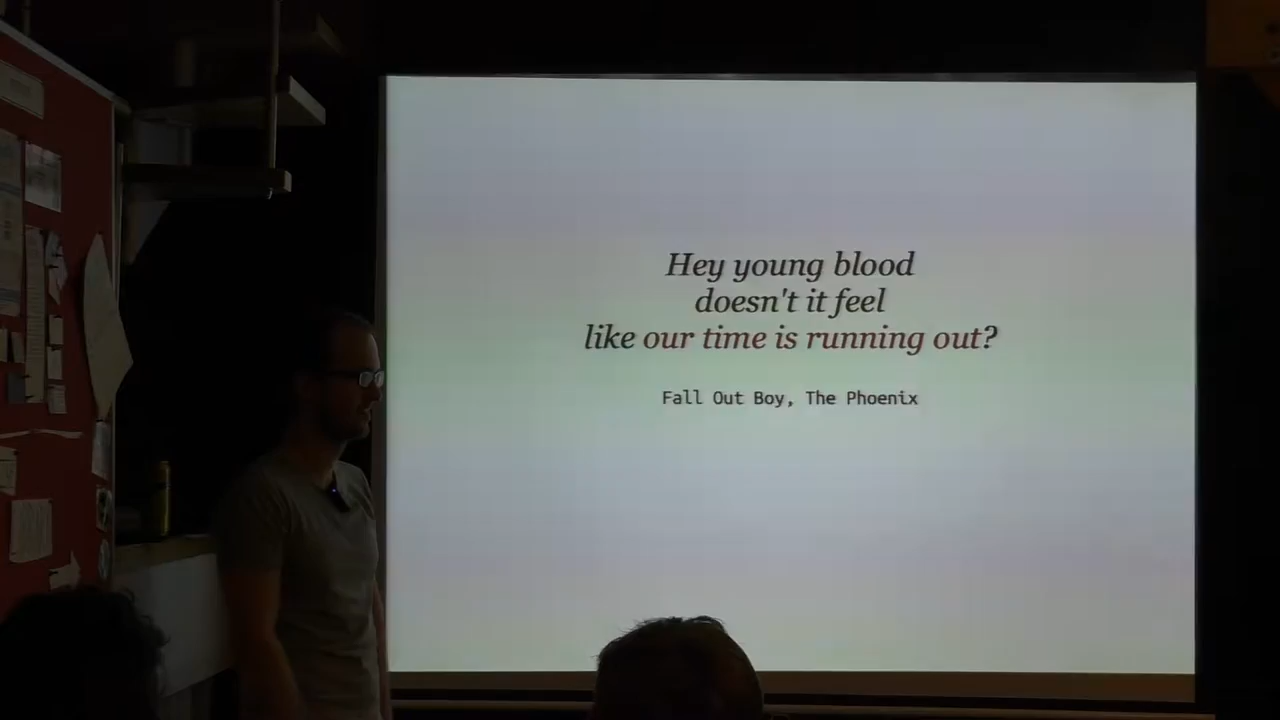 Hey young blood
doesn't it feel
like our time is running out?
Fall Out Boy, The Phoenix